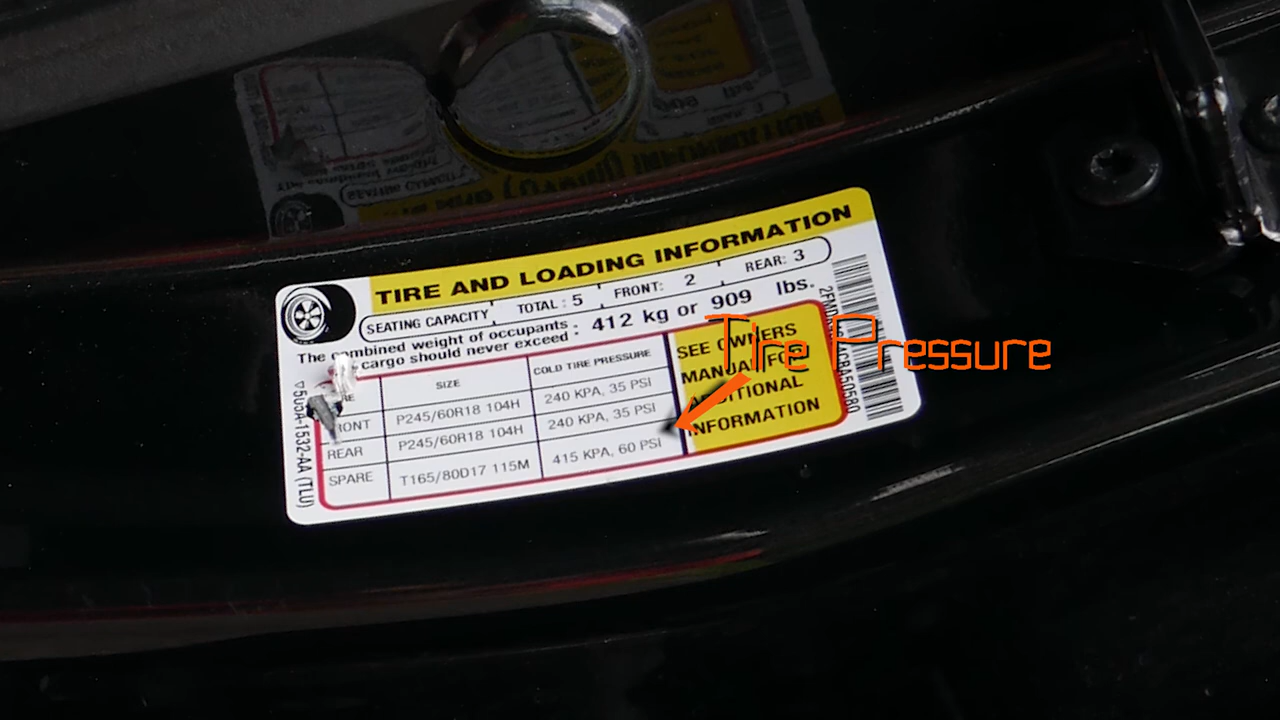 TIRE AND LOADING INFORMATION
SEATING CAPACITY TOTAL: 5 FRONT: 2 REAR: 3
The combined weight of occupants
cargo should never exceed : 412 kg or 909 lbs.
SIZE COLD TIRE PRESSURE
P245/60R18 104H 240 KPA, 35 PSI
REAR P245/60R18 104H 240 KPA, 35 PSI
SPARE T165/80D17 115M 415 KPA, 60 PSI
SEE OWNERS
MANUAL FOR
ADDITIONAL
INFORMATION
Tire Pressure